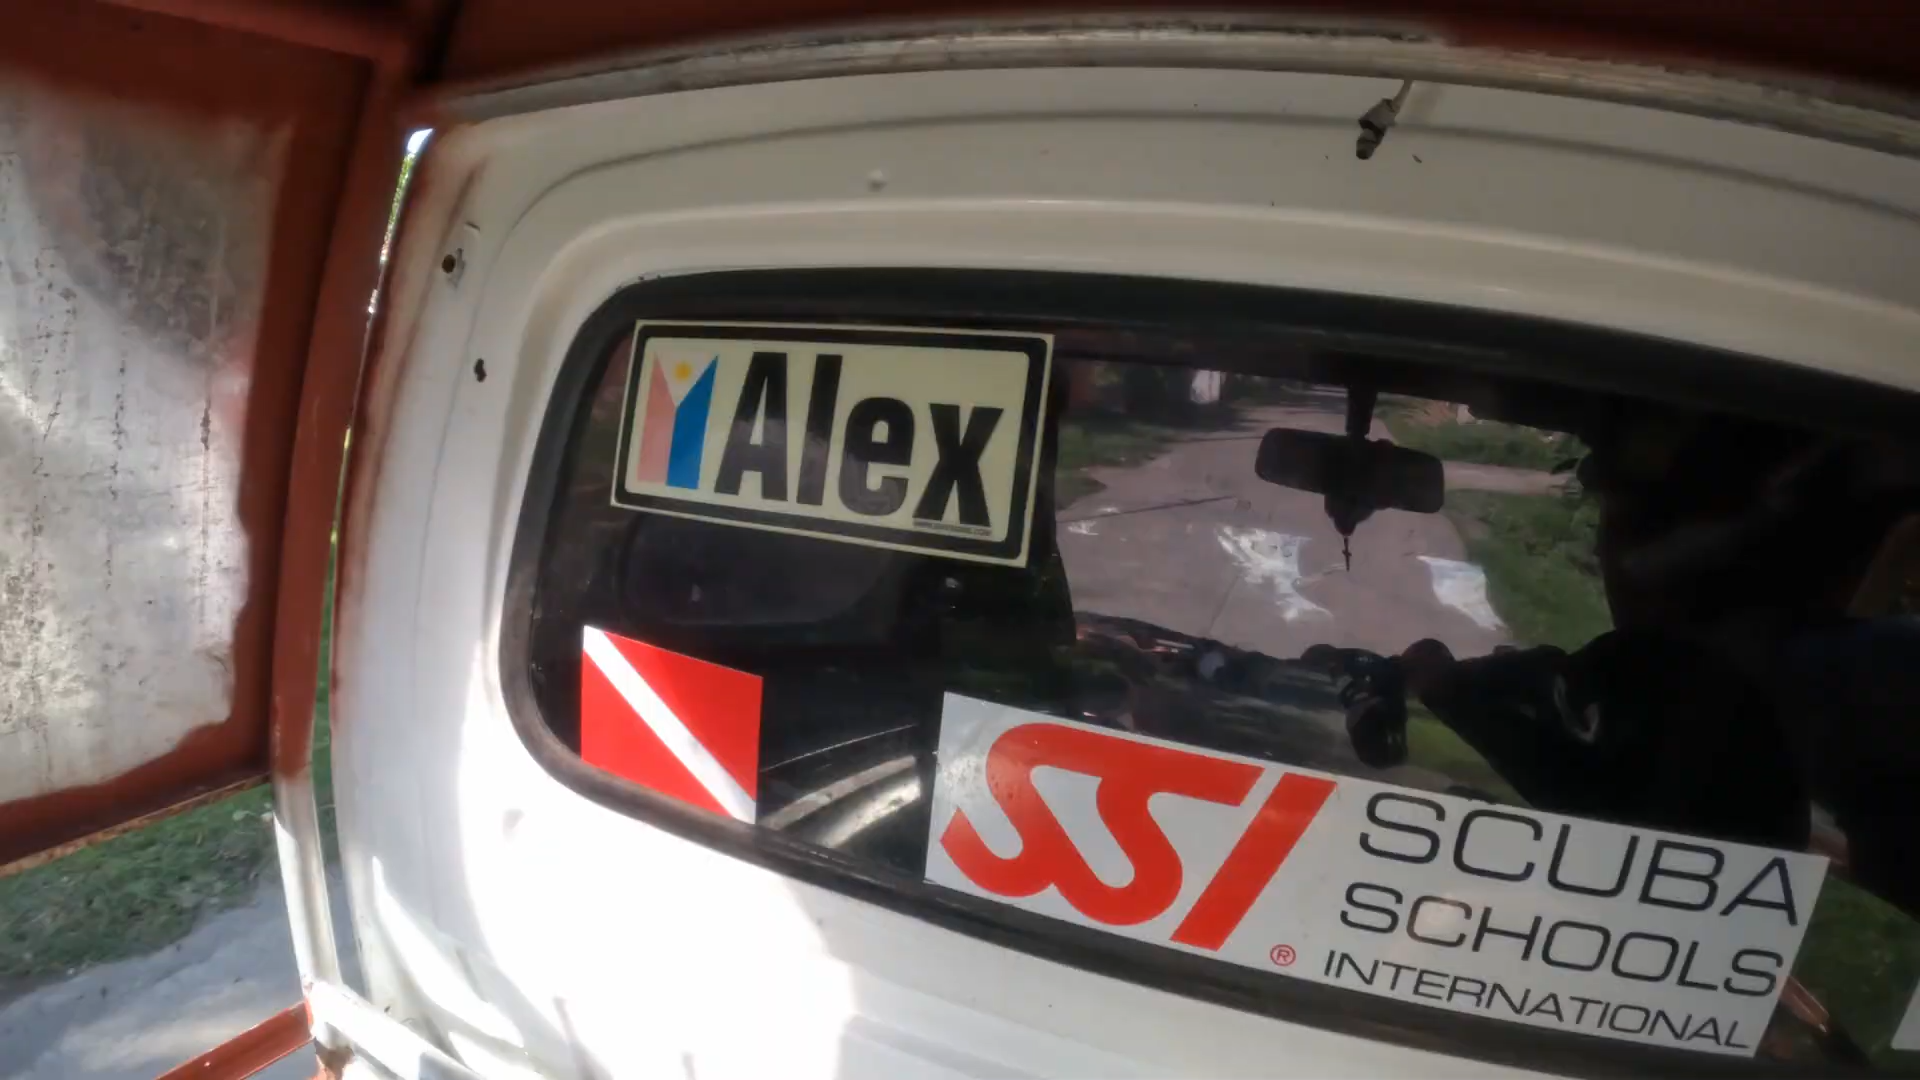 Alex
SSI
®
SCUBA
SCHOOLS
INTERNATIONAL